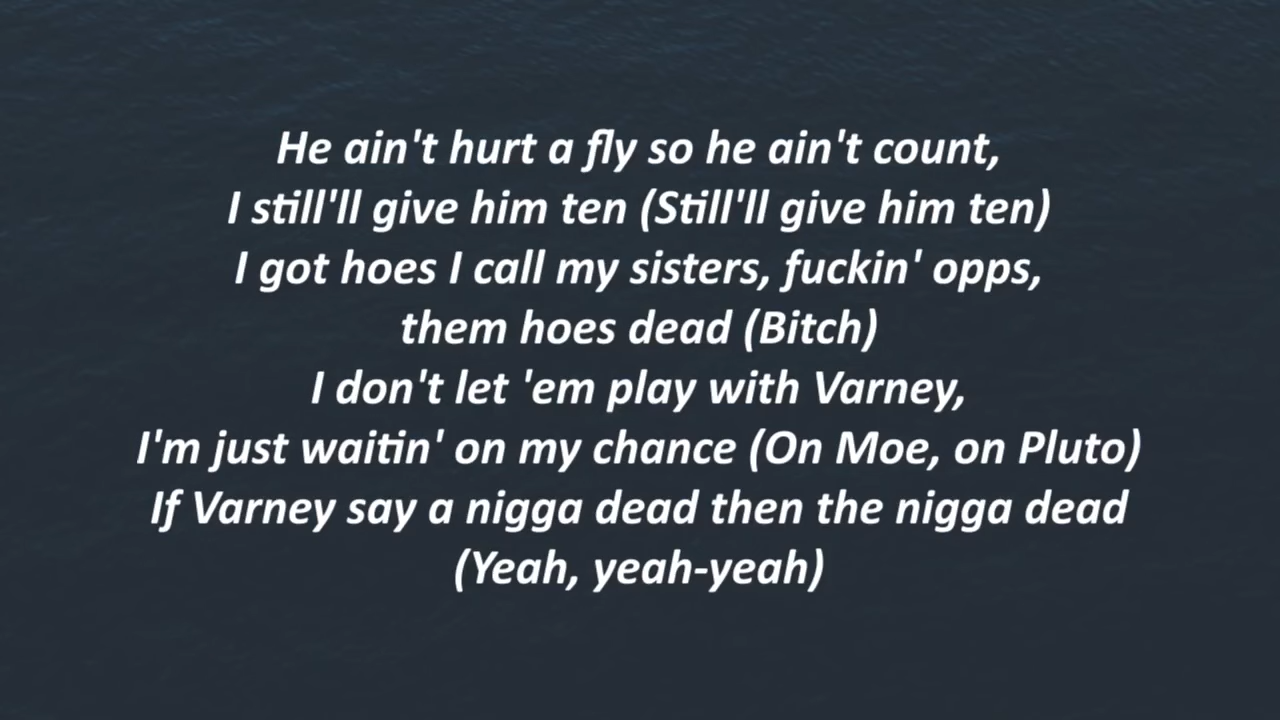 He ain't hurt a fly so he ain't count,
I still'll give him ten (Still'll give him ten)
I got hoes I call my sisters, fuckin' opps,
them hoes dead (Bitch)
I don't let 'em play with Varney,
I'm just waitin' on my chance (On Moe, on Pluto)
If Varney say a nigga dead then the nigga dead
(Yeah, yeah-yeah)